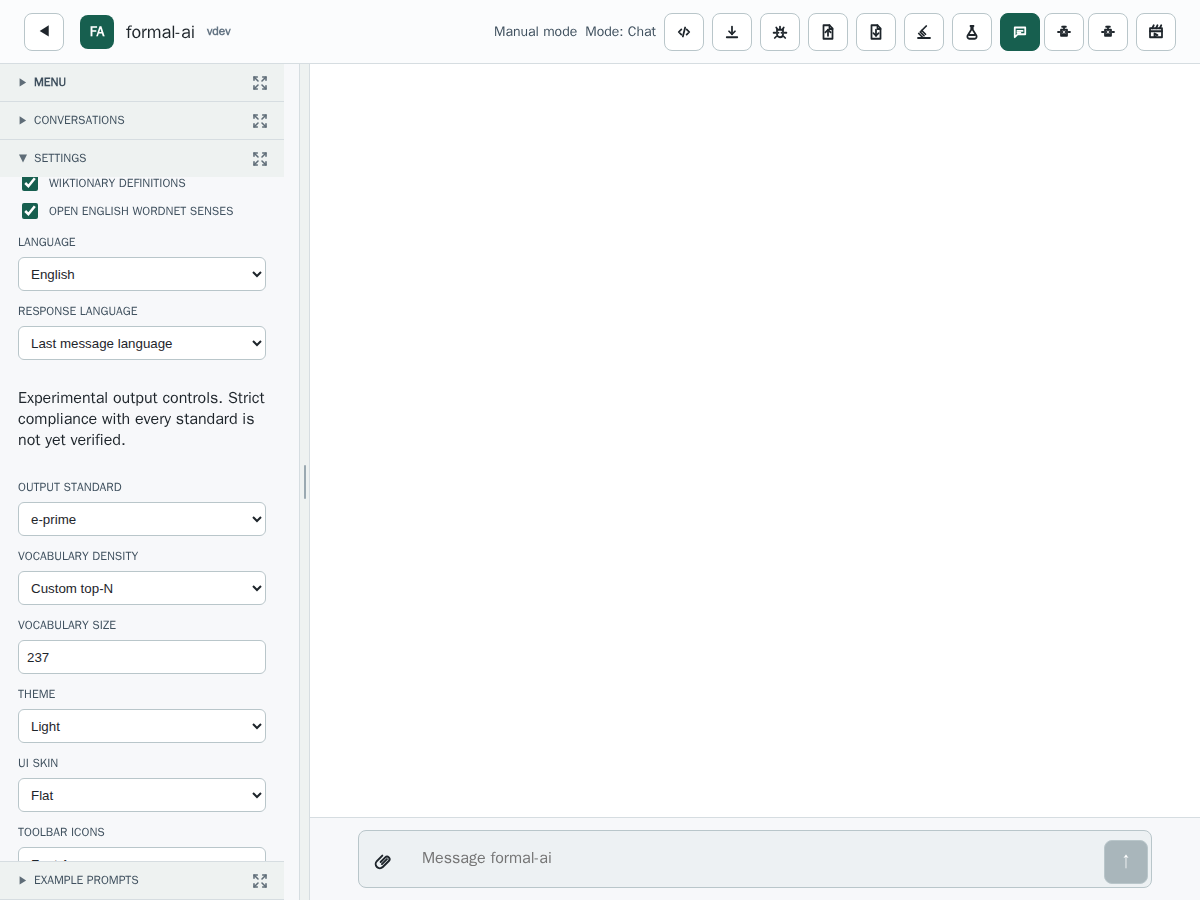 FA formal-ai vdev
Manual mode Mode: Chat
MENU
CONVERSATIONS
SETTINGS
WIKTIONARY DEFINITIONS
OPEN ENGLISH WORDNET SENSES
LANGUAGE
English
RESPONSE LANGUAGE
Last message language
Experimental output controls. Strict
compliance with every standard is
not yet verified.
OUTPUT STANDARD
e-prime
VOCABULARY DENSITY
Custom top-N
VOCABULARY SIZE
237
THEME
Light
UI SKIN
Flat
TOOLBAR ICONS
EXAMPLE PROMPTS
Message formal-ai